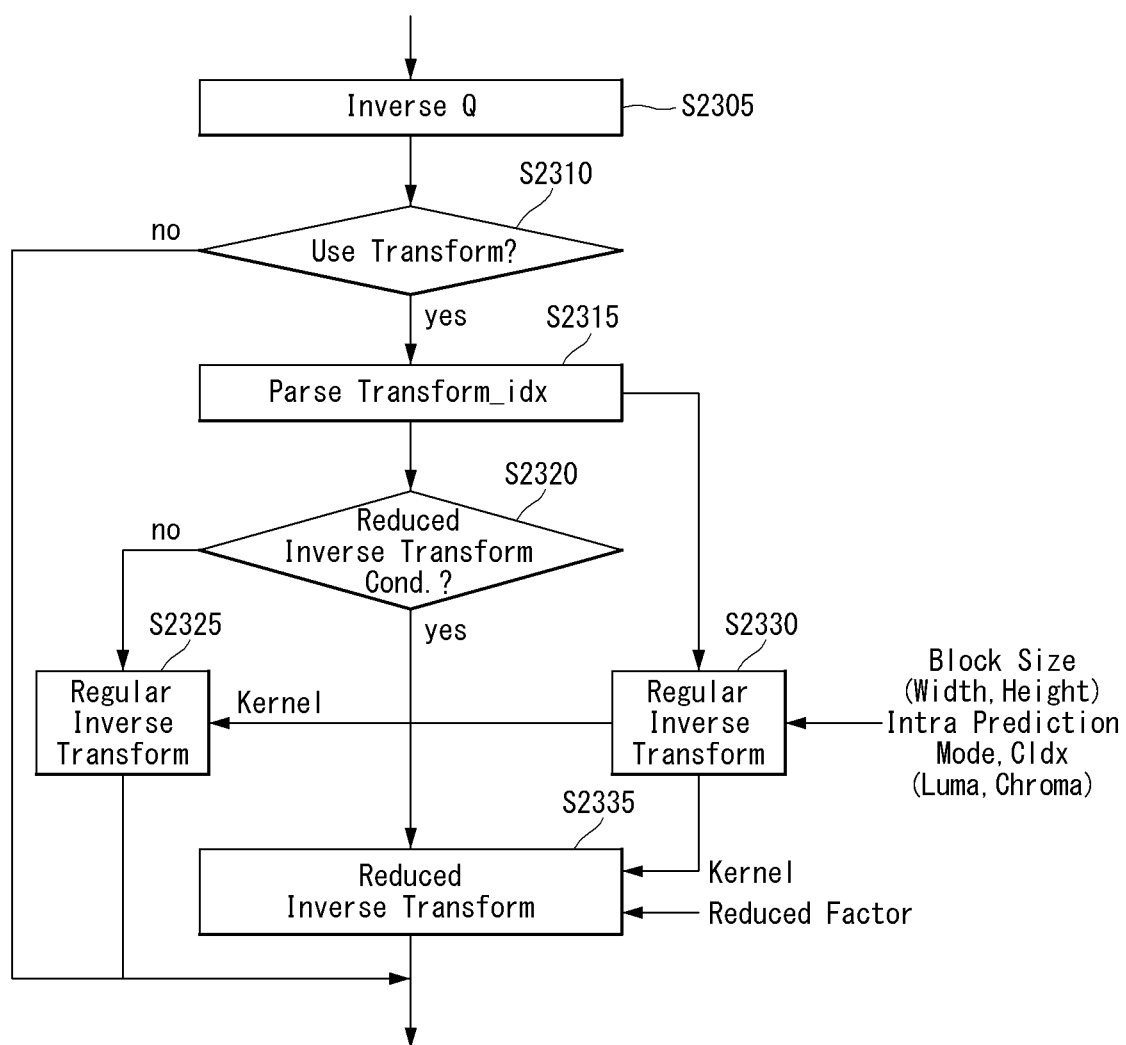 Inverse Q
S2305
S2310
no
Use Transform?
yes
S2315
Parse Transform_idx
S2320
no
Reduced
Inverse Transform
Cond.?
yes
S2325
S2330
Regular
Inverse
Transform
Kernel
Regular
Inverse
Transform
Block Size
(Width,Height)
Intra Prediction
Mode,CIdx
(Luma,Chroma)
S2335
Reduced
Inverse Transform
Kernel
Reduced Factor